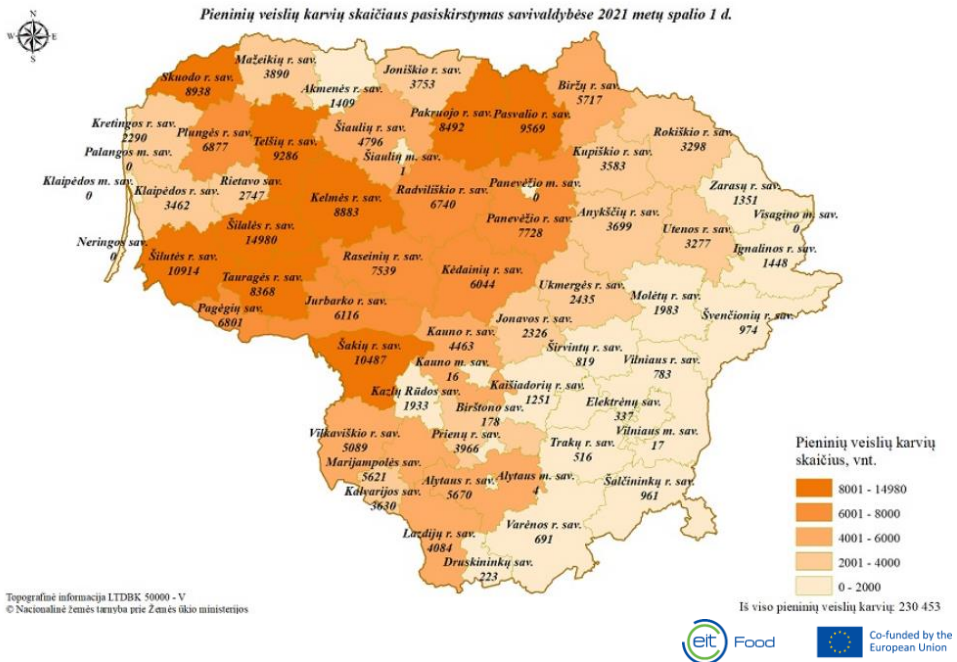 Pieninių veislių karvių skaičiaus pasiskirstymas savivaldybėse 2021 metų spalio 1 d.
N
W
E
S
Skuodo r. sav.
8938
Mažeikių r. sav.
3890
Akmenės r. sav.
1409
Joniškio r. sav.
3753
Pakruojo r. sav.
8492
Pasvalio r. sav.
9569
Biržų r. sav.
5717
Kretingos r. sav.
2290
Palangos m. sav.
0
Klaipėdos m. sav.
0
Klaipėdos r. sav.
3462
Plungės r. sav.
6877
Telšių r. sav.
9286
Rietavo sav.
2747
Šiaulių r. sav.
4796
Šiaulių m. sav.
1
Kupiškio r. sav.
3583
Rokiškio r. sav.
3298
Kelmės r. sav.
8883
Radviliškio r. sav.
6740
Panevėžio m. sav.
0
Panevėžio r. sav.
7728
Anykščių r. sav.
3699
Zarasų r. sav.
1351
Visagino m. sav.
0
Utenos r. sav.
3277
Ignalinos r. sav.
1448
Neringos sav.
0
Šilalės r. sav.
14980
Šilutės r. sav.
10914
Tauragės r. sav.
8368
Pagėgių sav.
6801
Raseinių r. sav.
7539
Kėdainių r. sav.
6044
Jurbarko r. sav.
6116
Ukmergės r. sav.
2435
Molėtų r. sav.
1983
Švenčionių r. sav.
974
Jonavos r. sav.
2326
Širvintų r. sav.
819
Vilniaus r. sav.
783
Šakių r. sav.
10487
Kauno r. sav.
4463
Kauno m. sav.
16
Kazlų Rūdos sav.
1933
Kaišiadorių r. sav.
1251
Birštono sav.
178
Elektrėnų sav.
337
Vilniaus m. sav.
17
Vilkaviškio r. sav.
5089
Prienų r. sav.
3966
Trakų r. sav.
516
Marijampolės sav.
5621
Kalvarijos sav.
3630
Alytaus r. sav.
5670
Alytaus m. sav.
4
Šalčininkų r. sav.
961
Lazdijų r. sav.
4084
Varėnos r. sav.
691
Druskininkų sav.
223
Pieninių veislių karvių
skaičius, vnt.
8001 - 14980
6001 - 8000
4001 - 6000
2001 - 4000
0 - 2000
Iš viso pieninių veislių karvių: 230 453
Topografinė informacija LTDBK 50000 - V
© Nacionalinė žemės tarnyba prie Žemės ūkio ministerijos
eit Food
Co-funded by the
European Union